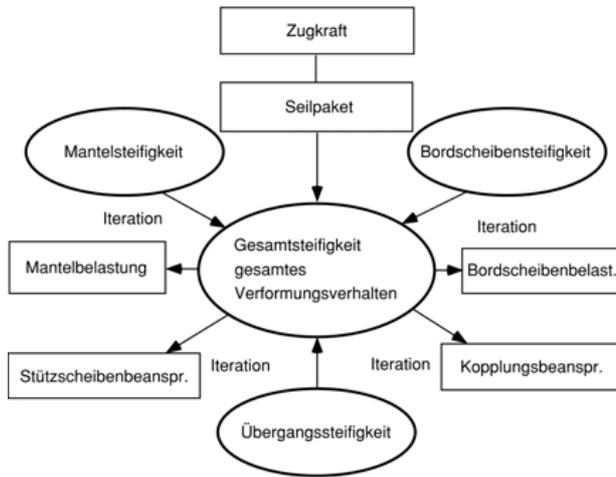 Zugkraft
Seilpaket
Mantelsteifigkeit
Bordscheibensteifigkeit
Iteration
Iteration
Gesamtsteifigkeit
gesamtes
Verformungsverhalten
Mantelbelastung
Bordscheibenbelast.
Stützscheibenbeanspr.
Iteration
Iteration
Kopplungsbeanspr.
Übergangssteifigkeit